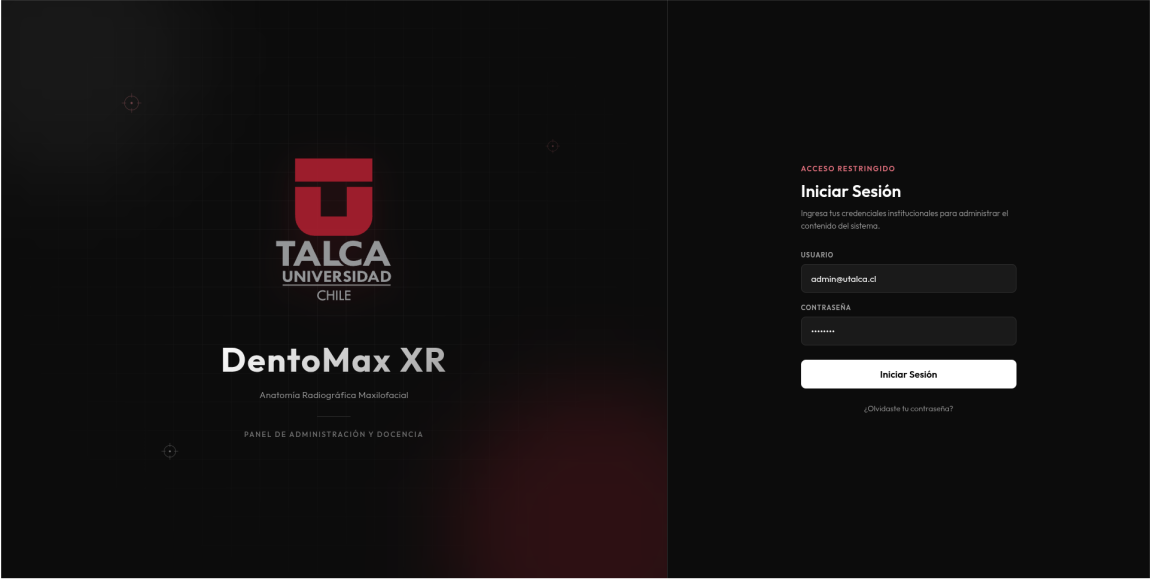 TALCA
UNIVERSIDAD
CHILE
DentoMax XR
Anatomía Radiográfica Maxilofacial
PANEL DE ADMINISTRACIÓN Y DOCENCIA
ACCESO RESTRINGIDO
Iniciar Sesión
Ingresa tus credenciales institucionales para administrar el
contenido del sistema.
USUARIO
admin@utalca.cl
CONTRASEÑA
••••••••
Iniciar Sesión
¿Olvidaste tu contraseña?